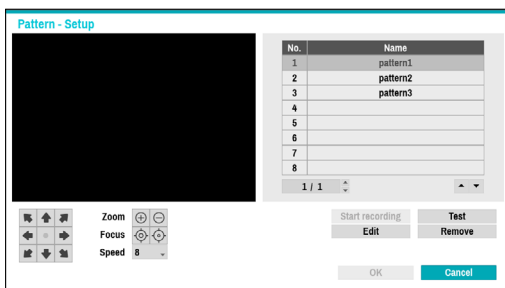 Pattern - Setup
No. Name
1 pattern1
2 pattern2
3 pattern3
4
5
6
7
8
1 / 1
Zoom
Focus
Speed 8
Start recording Test
Edit Remove
OK Cancel